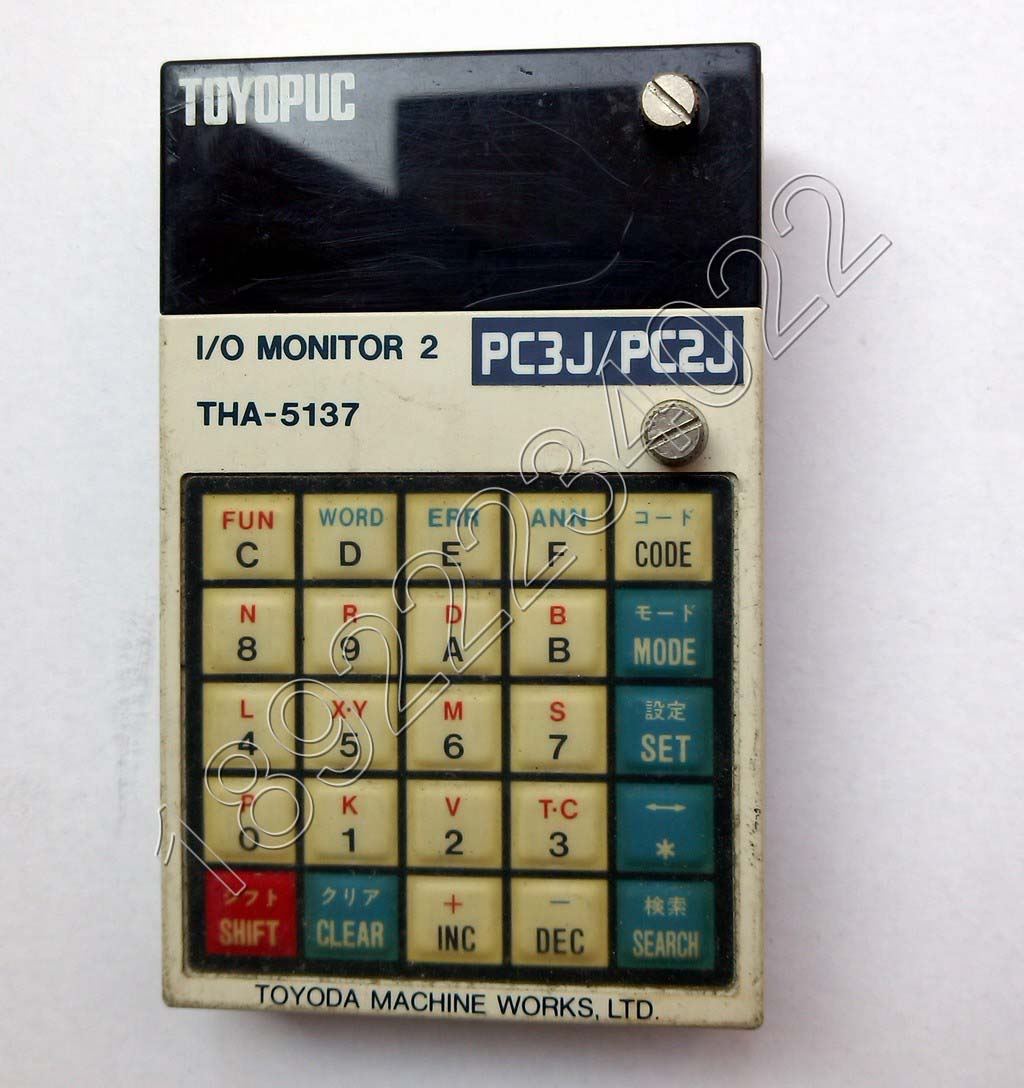 TOYOPUC
I/O MONITOR 2 PC3J/PC2J
THA-5137
FUN WORD ERR ANN コード
C D E F CODE
N R D B モード
8 9 A B MODE
L X·Y M S 設定
4 5 6 7 SET
P K V T·C ↔
0 1 2 3 *
シフト クリア + − 検索
SHIFT CLEAR INC DEC SEARCH
TOYODA MACHINE WORKS, LTD.
18922234022